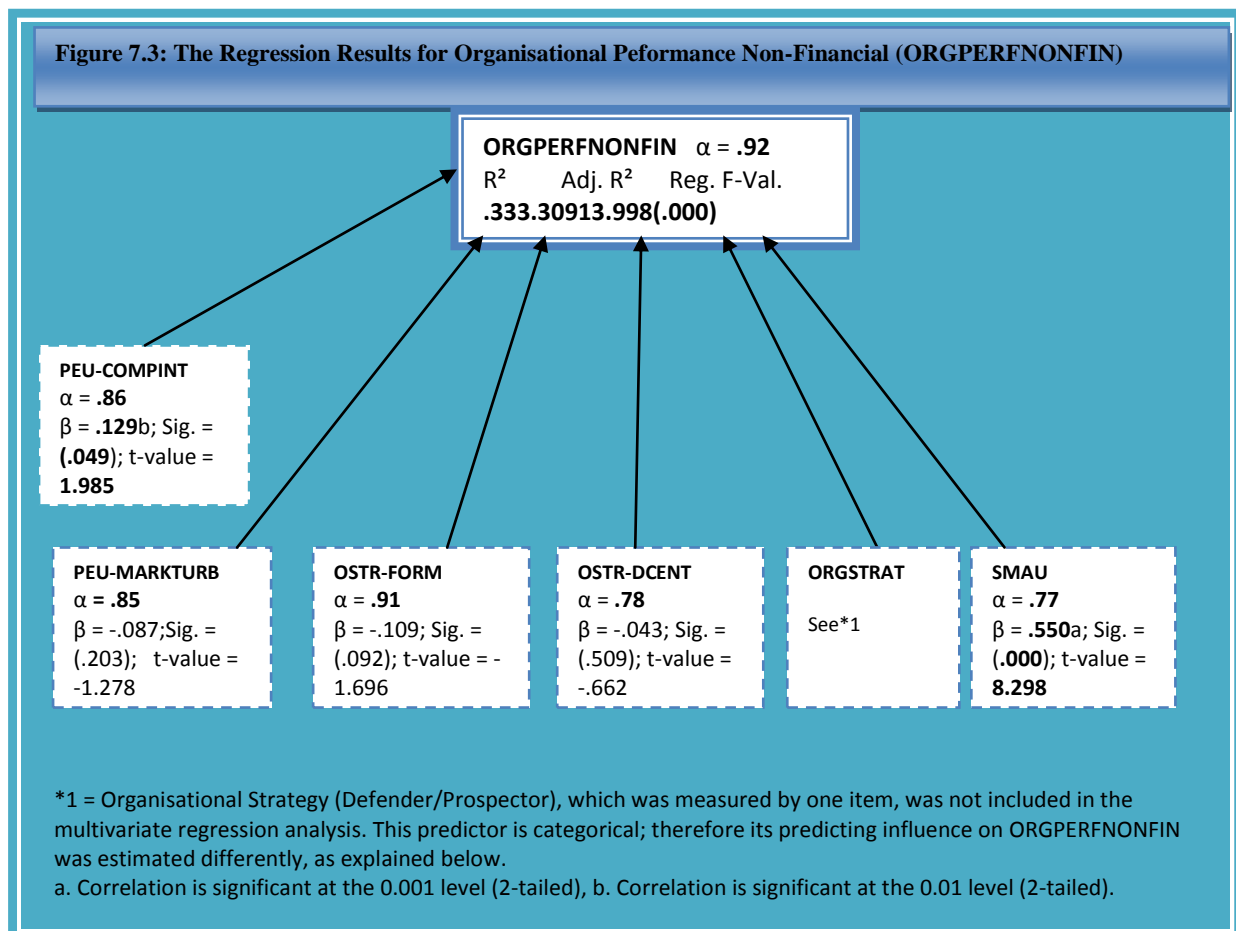 Figure 7.3: The Regression Results for Organisational Peformance Non-Financial (ORGPERFNONFIN)
ORGPERFNONFIN α = .92
R² Adj. R² Reg. F-Val.
.333.30913.998(.000)
PEU-COMPINT
α = .86
β = .129b; Sig. =
(.049); t-value =
1.985
PEU-MARKTURB
α = .85
β = -.087;Sig. =
(.203); t-value =
-1.278
OSTR-FORM
α = .91
β = -.109; Sig. =
(.092); t-value = -
1.696
OSTR-DCENT
α = .78
β = -.043; Sig. =
(.509); t-value =
-.662
ORGSTRAT
See*1
SMAU
α = .77
β = .550a; Sig. =
(.000); t-value =
8.298
*1 = Organisational Strategy (Defender/Prospector), which was measured by one item, was not included in the
multivariate regression analysis. This predictor is categorical; therefore its predicting influence on ORGPERFNONFIN
was estimated differently, as explained below.
a. Correlation is significant at the 0.001 level (2-tailed), b. Correlation is significant at the 0.01 level (2-tailed).